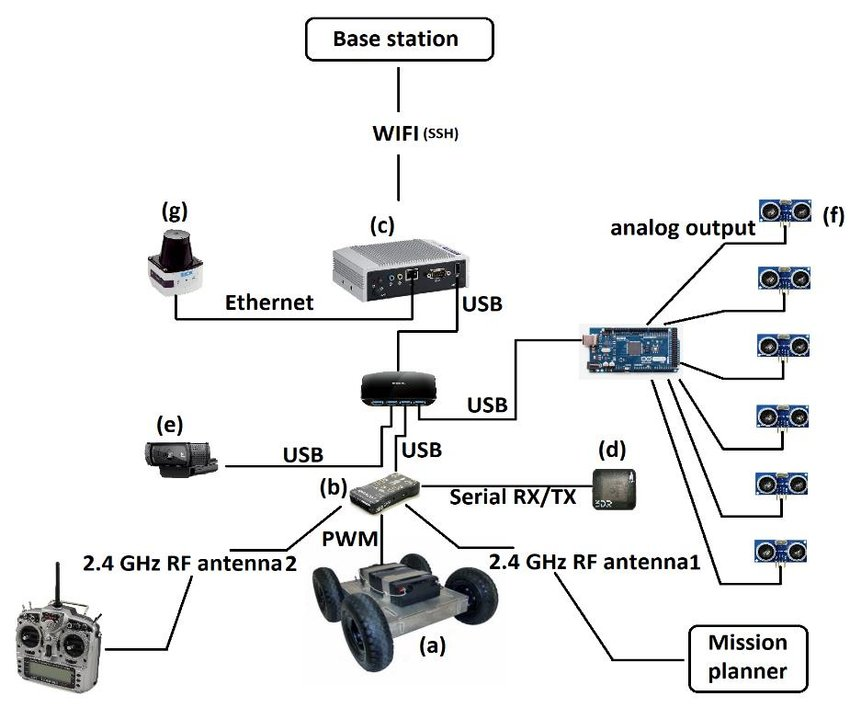 Base station
WIFI (SSH)
(g)
(c)
(f)
analog output
Ethernet
USB
USB
(e)
USB
USB
(d)
(b)
Serial RX/TX
3DR
PWM
2.4 GHz RF antenna2
2.4 GHz RF antenna1
(a)
Mission
planner